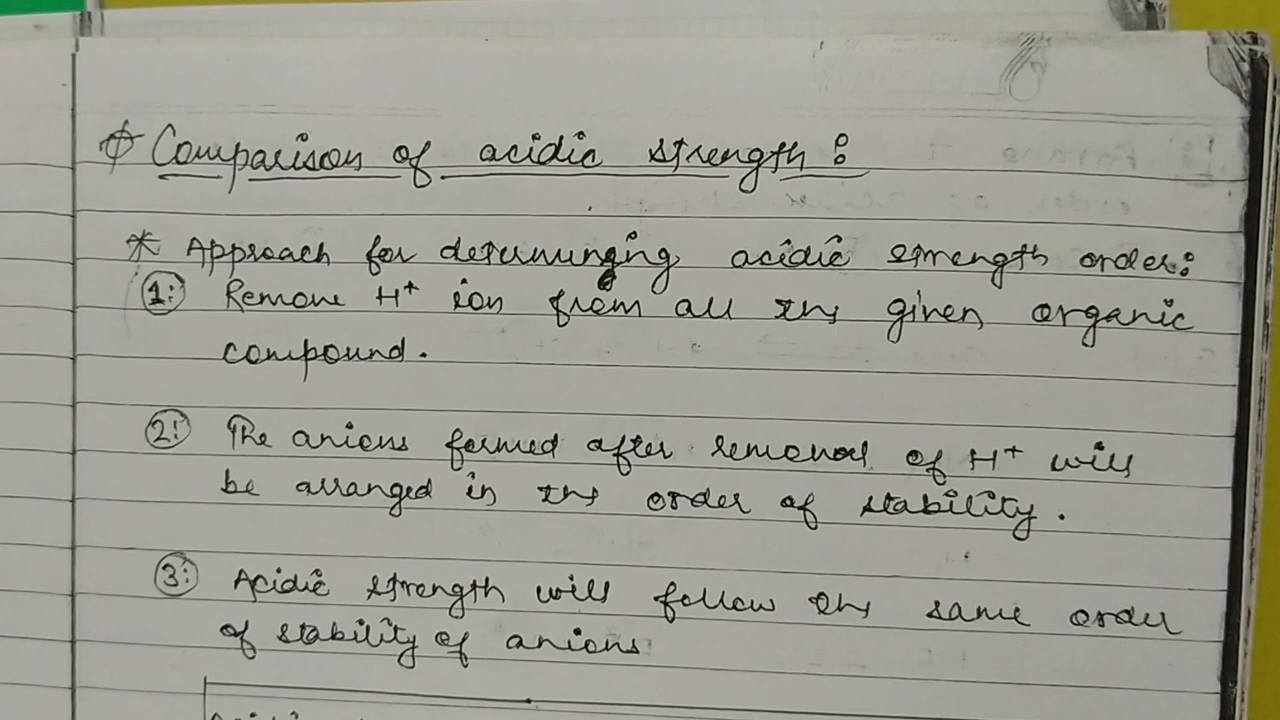 Comparison of acidic strength :
* Approach for determining acidic strength order:
1: Remove H+ ion from all the given organic
compound.
2: The anions formed after removal of H+ will
be arranged in the order of stability.
3: Acidic strength will follow the same order
of stability of anions